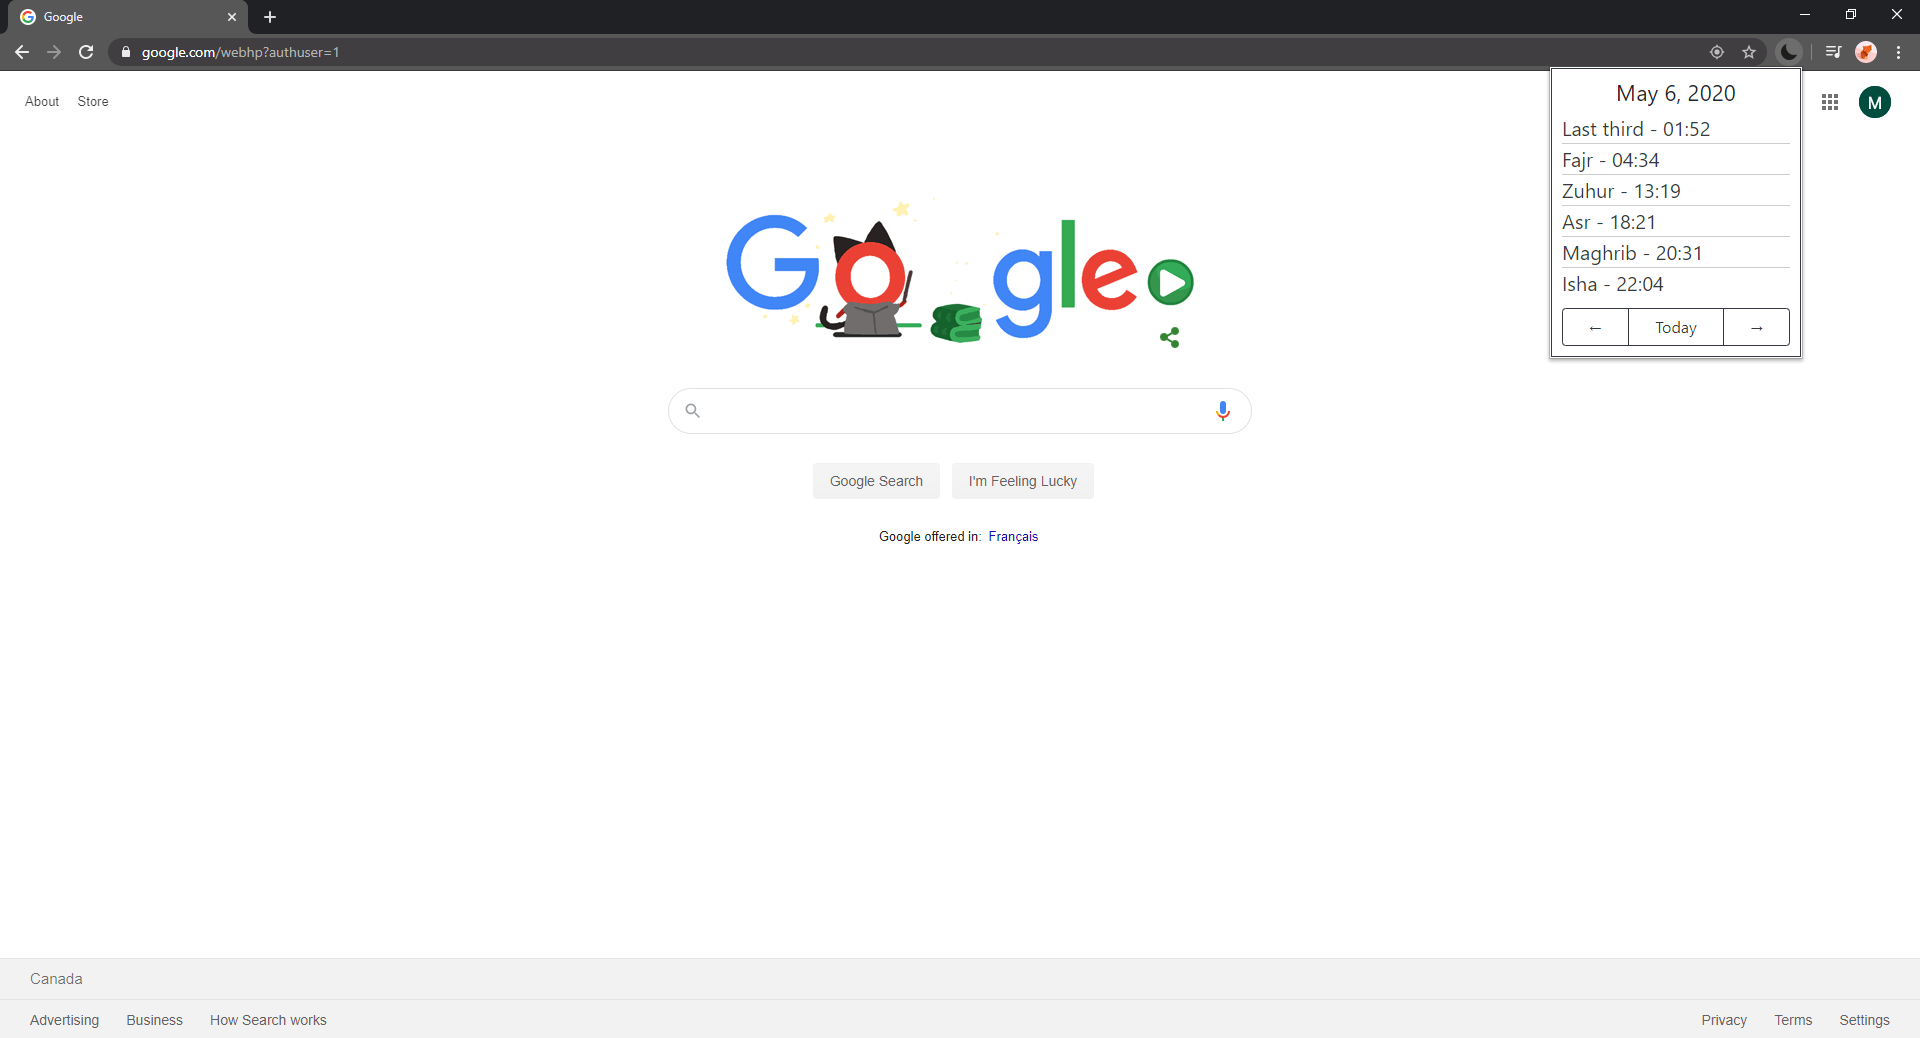 Google
google.com/webhp?authuser=1
About Store
M
May 6, 2020
Last third - 01:52
Fajr - 04:34
Zuhur - 13:19
Asr - 18:21
Maghrib - 20:31
Isha - 22:04
← Today →
Google
Google Search I'm Feeling Lucky
Google offered in: Français
Canada
Advertising Business How Search works Privacy Terms Settings